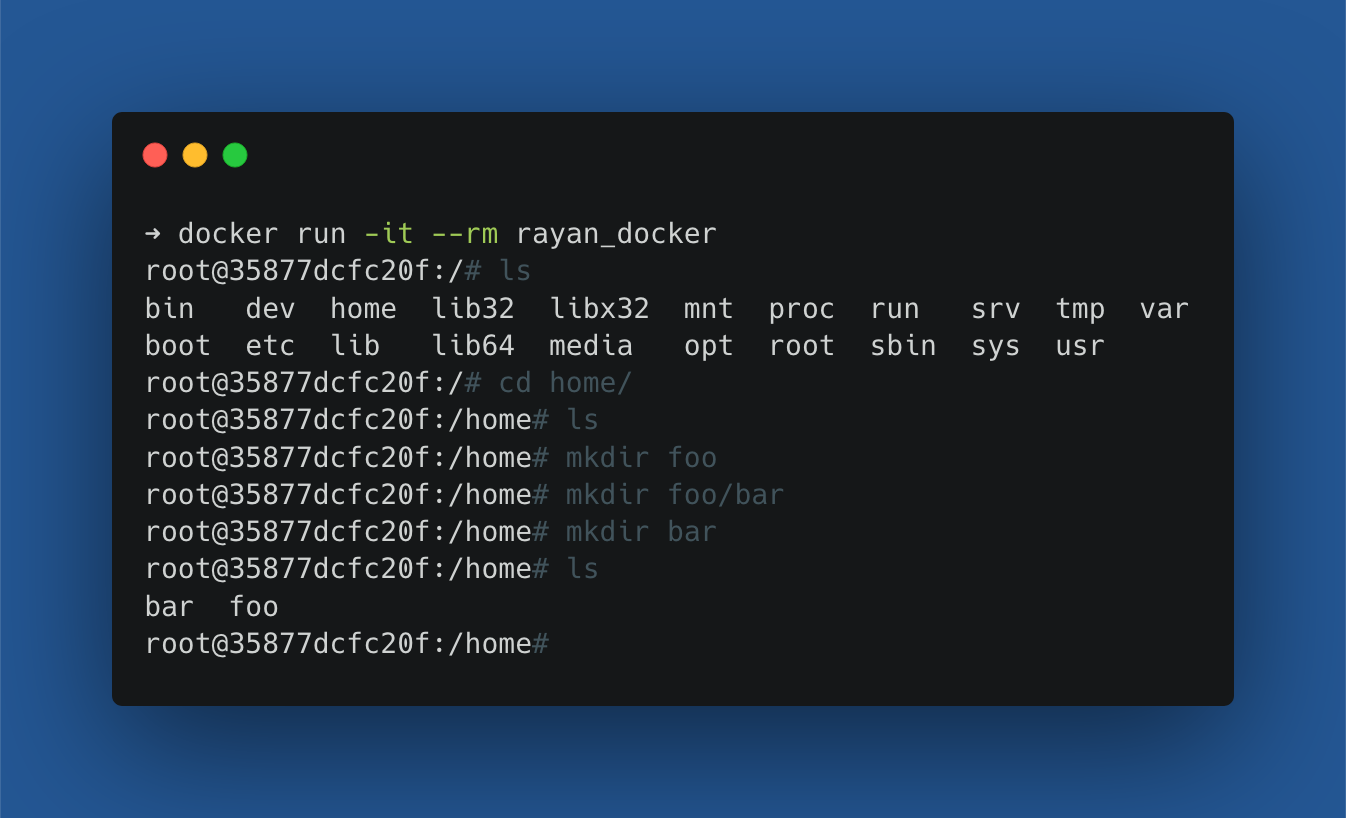 ➜ docker run -it --rm rayan_docker
root@35877dcfc20f:/# ls
bin   dev  home  lib32  libx32  mnt  proc  run   srv  tmp  var
boot  etc  lib   lib64  media   opt  root  sbin  sys  usr
root@35877dcfc20f:/# cd home/
root@35877dcfc20f:/home# ls
root@35877dcfc20f:/home# mkdir foo
root@35877dcfc20f:/home# mkdir foo/bar
root@35877dcfc20f:/home# mkdir bar
root@35877dcfc20f:/home# ls
bar  foo
root@35877dcfc20f:/home#